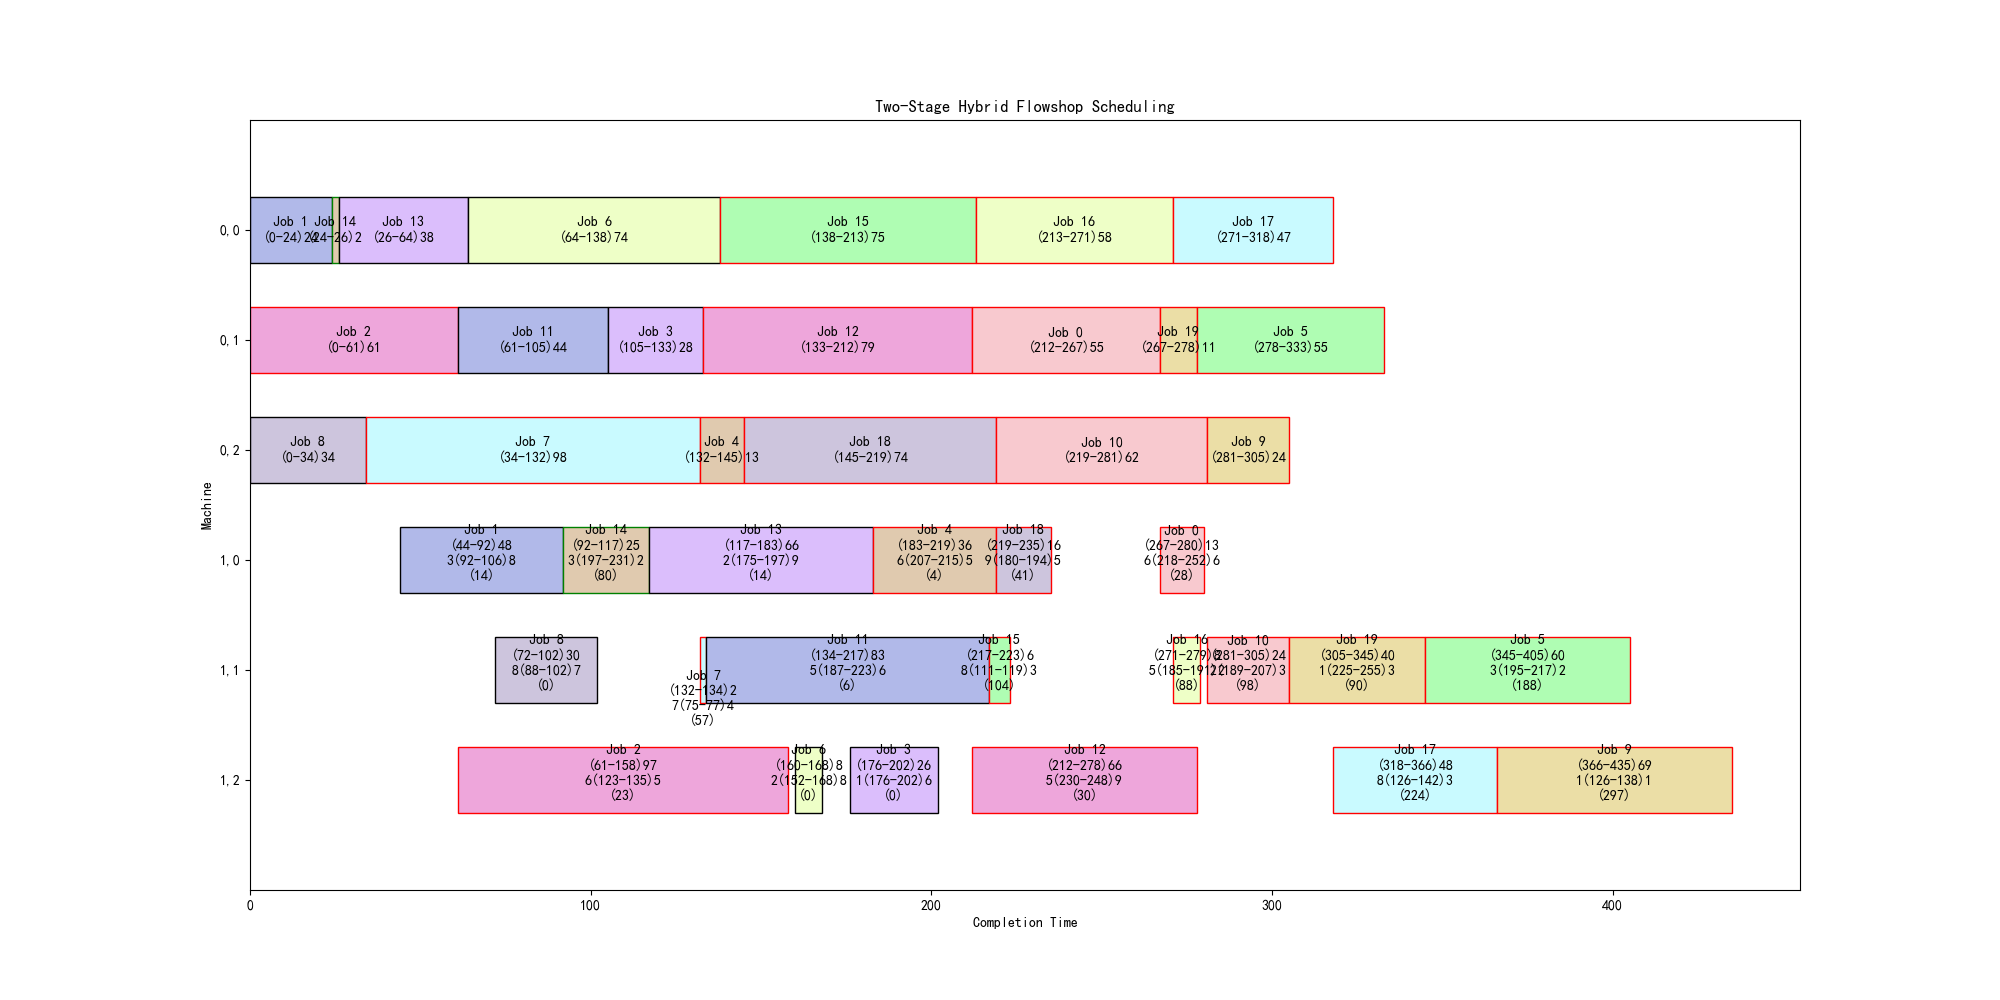 Two-Stage Hybrid Flowshop Scheduling
0,0
Job 1
(0-24)24
Job 14
(24-26)2
Job 13
(26-64)38
Job 6
(64-138)74
Job 15
(138-213)75
Job 16
(213-271)58
Job 17
(271-318)47
0,1
Job 2
(0-61)61
Job 11
(61-105)44
Job 3
(105-133)28
Job 12
(133-212)79
Job 0
(212-267)55
Job 19
(267-278)11
Job 5
(278-333)55
0,2
Job 8
(0-34)34
Job 7
(34-132)98
Job 4
(132-145)13
Job 18
(145-219)74
Job 10
(219-281)62
Job 9
(281-305)24
Machine
1,0
Job 1
(44-92)48
3(92-106)8
(14)
Job 14
(92-117)25
3(197-231)2
(80)
Job 13
(117-183)66
2(175-197)9
(14)
Job 4
(183-219)36
6(207-215)5
(4)
Job 18
(219-235)16
9(180-194)5
(41)
Job 0
(267-280)13
6(218-252)6
(28)
1,1
Job 8
(72-102)30
8(88-102)7
(0)
Job 7
(132-134)2
7(75-77)4
(57)
Job 11
(134-217)83
5(187-223)6
(6)
Job 15
(217-223)6
8(111-119)3
(104)
Job 16
(271-279)8
5(185-191)2
(88)
Job 10
(281-305)24
2(189-207)3
(98)
Job 19
(305-345)40
1(225-255)3
(90)
Job 5
(345-405)60
3(195-217)2
(188)
1,2
Job 2
(61-158)97
6(123-135)5
(23)
Job 6
(160-168)8
2(152-168)8
(0)
Job 3
(176-202)26
1(176-202)6
(0)
Job 12
(212-278)66
5(230-248)9
(30)
Job 17
(318-366)48
8(126-142)3
(224)
Job 9
(366-435)69
1(126-138)1
(297)
0
100
200
300
400
Completion Time